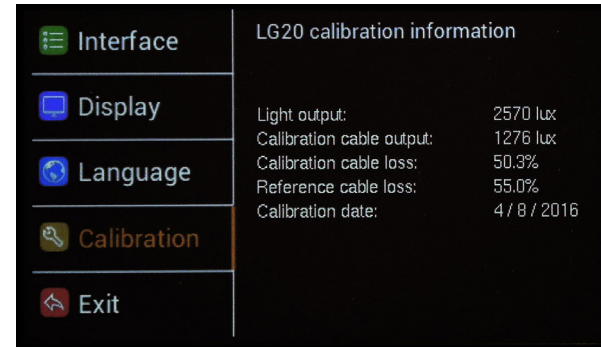 Interface
Display
Language
Calibration
Exit
LG20 calibration information
Light output: 2570 lux
Calibration cable output: 1276 lux
Calibration cable loss: 50.3%
Reference cable loss: 55.0%
Calibration date: 4 / 8 / 2016